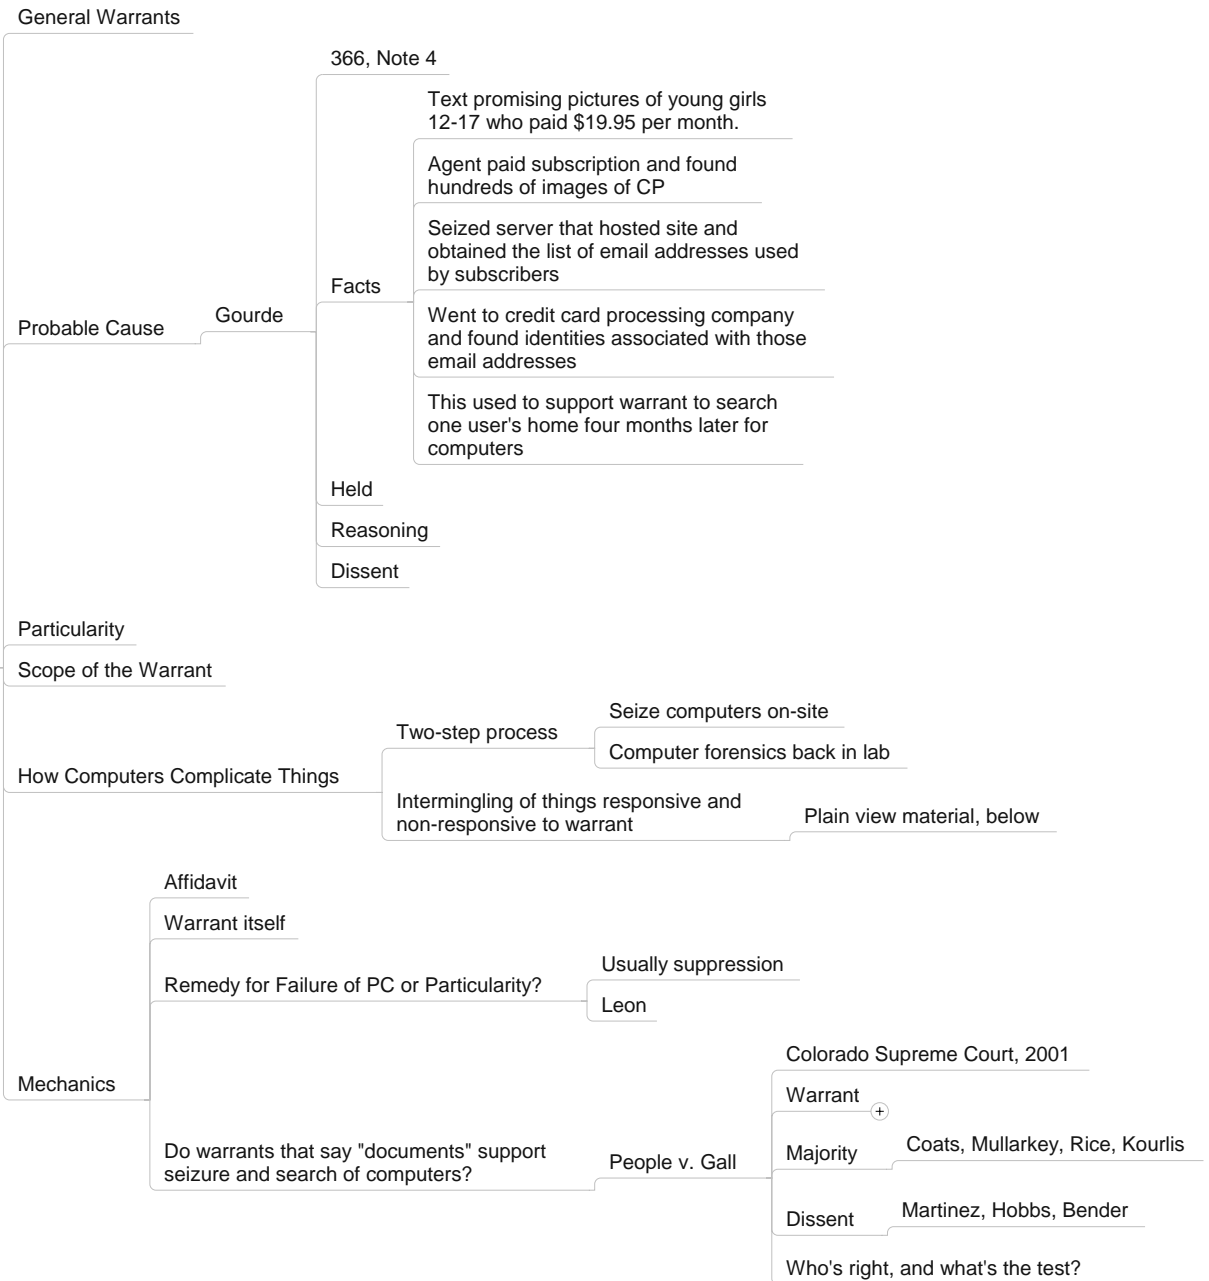 General Warrants
366, Note 4
Text promising pictures of young girls
12-17 who paid $19.95 per month.
Agent paid subscription and found
hundreds of images of CP
Seized server that hosted site and
obtained the list of email addresses used
by subscribers
Facts
Went to credit card processing company
and found identities associated with those
email addresses
Gourde
Probable Cause
This used to support warrant to search
one user's home four months later for
computers
Held
Reasoning
Dissent
Particularity
Scope of the Warrant
Seize computers on-site
Two-step process
Computer forensics back in lab
How Computers Complicate Things
Intermingling of things responsive and
non-responsive to warrant
Plain view material, below
Affidavit
Warrant itself
Usually suppression
Remedy for Failure of PC or Particularity?
Leon
Colorado Supreme Court, 2001
Mechanics
Warrant
Do warrants that say "documents" support
seizure and search of computers?
People v. Gall
Majority
Coats, Mullarkey, Rice, Kourlis
Dissent
Martinez, Hobbs, Bender
Who's right, and what's the test?